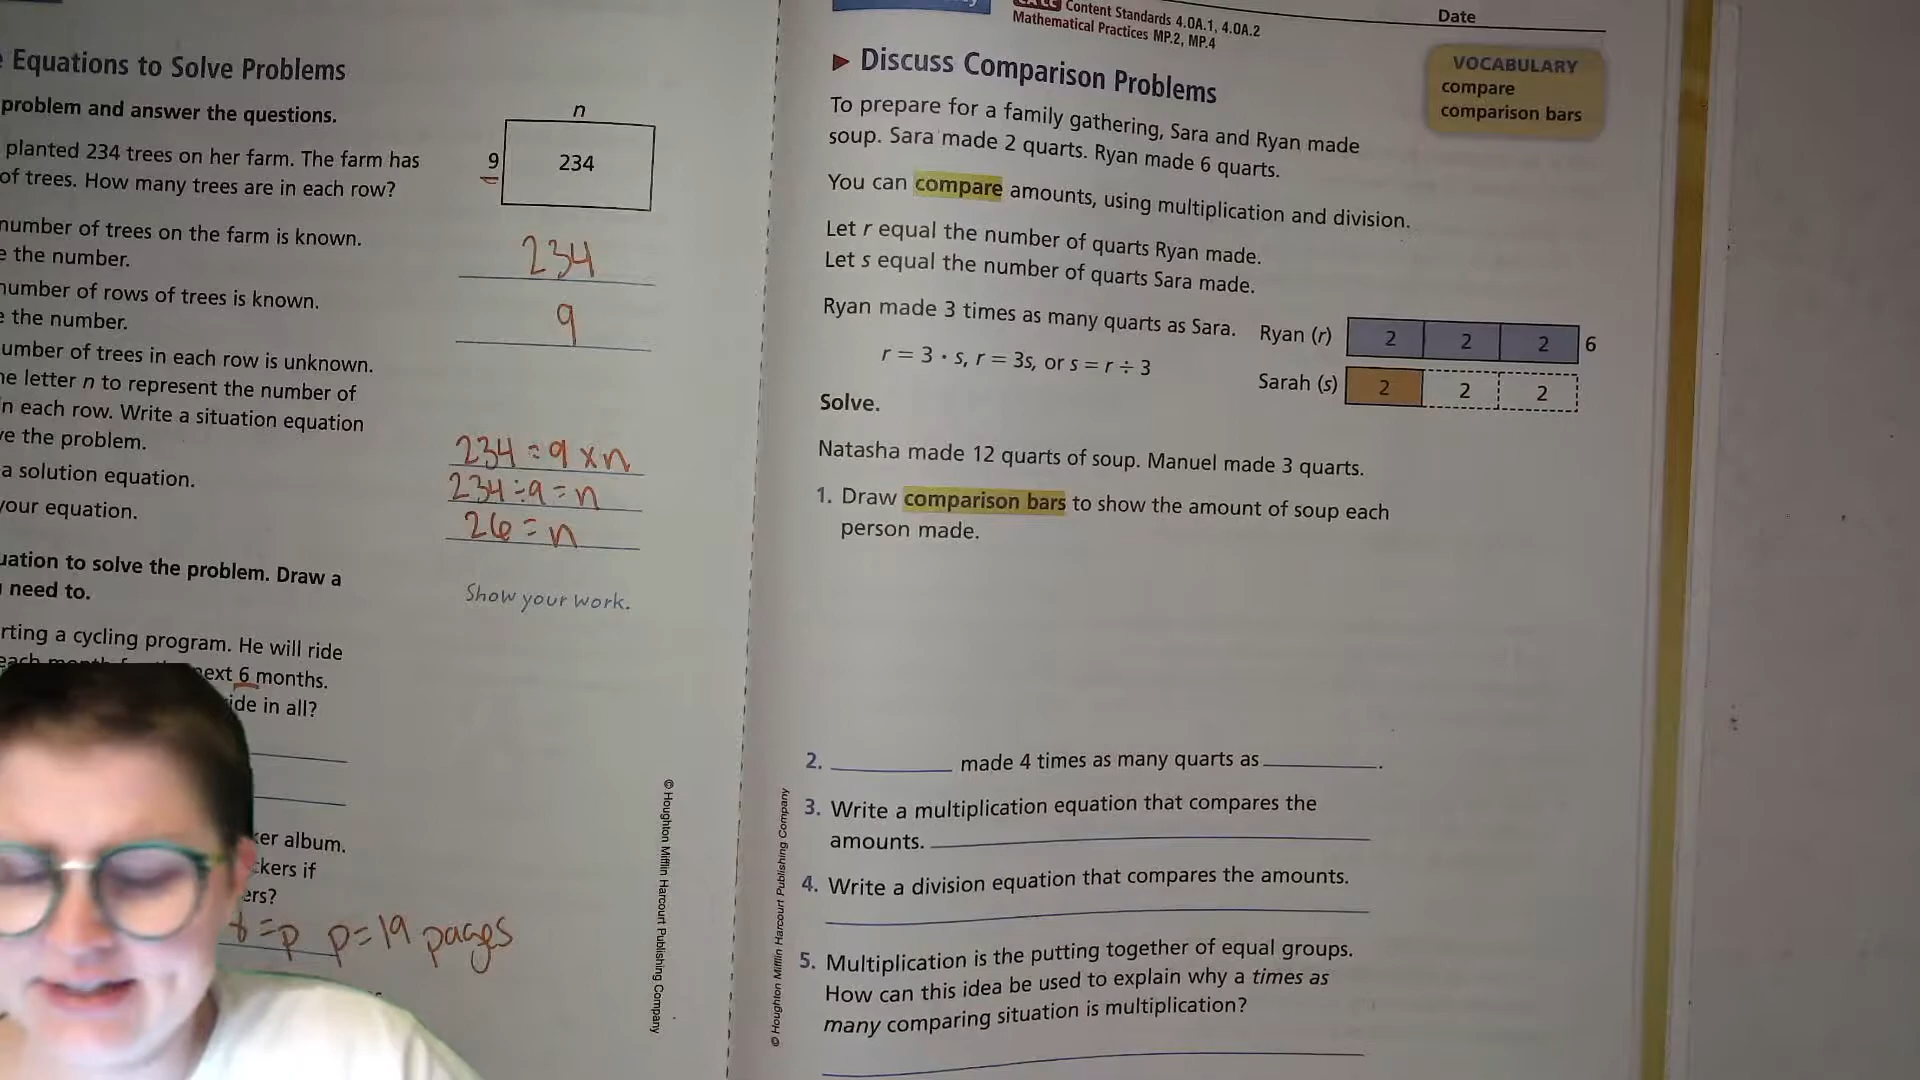 Equations to Solve Problems
problem and answer the questions.
planted 234 trees on her farm. The farm has
of trees. How many trees are in each row?
n
9
234
number of trees on the farm is known.
the number.
234
number of rows of trees is known.
the number.
9
number of trees in each row is unknown.
letter n to represent the number of
in each row. Write a situation equation
the problem.
234 = 9 x n
a solution equation.
234 ÷ 9 = n
your equation.
26 = n
to solve the problem. Draw a
need to.
Show your work.
a cycling program. He will ride
each month
next 6 months.
ride in all?
album.
if
= p p = 19 pages
© Houghton Mifflin Harcourt Publishing Company
Content Standards 4.OA.1, 4.OA.2
Mathematical Practices MP.2, MP.4
Date
VOCABULARY
compare
comparison bars
► Discuss Comparison Problems
To prepare for a family gathering, Sara and Ryan made
soup. Sara made 2 quarts. Ryan made 6 quarts.
You can compare amounts, using multiplication and division.
Let r equal the number of quarts Ryan made.
Let s equal the number of quarts Sara made.
Ryan made 3 times as many quarts as Sara.
r = 3 · s, r = 3s, or s = r ÷ 3
Ryan (r) 2 2 2 6
Sarah (s) 2 2 2
Solve.
Natasha made 12 quarts of soup. Manuel made 3 quarts.
1. Draw comparison bars to show the amount of soup each
person made.
2. __________ made 4 times as many quarts as __________.
3. Write a multiplication equation that compares the
amounts.
4. Write a division equation that compares the amounts.
5. Multiplication is the putting together of equal groups.
How can this idea be used to explain why a times as
many comparing situation is multiplication?
© Houghton Mifflin Harcourt Publishing Company